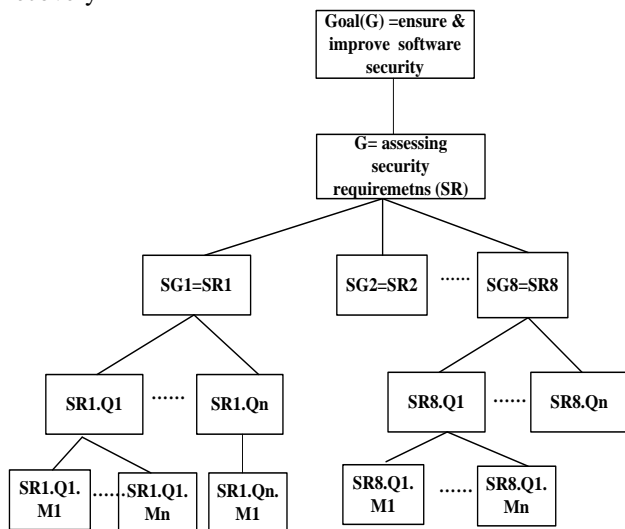 Goal(G) =ensure &
improve software
security
G= assessing
security
requiremetns (SR)
SG1=SR1
SG2=SR2
......
SG8=SR8
SR1.Q1
......
SR1.Qn
SR8.Q1
......
SR8.Qn
SR1.Q1.
M1
......
SR1.Q1.
Mn
SR1.Qn.
M1
SR8.Q1.
M1
......
SR8.Q1.
Mn